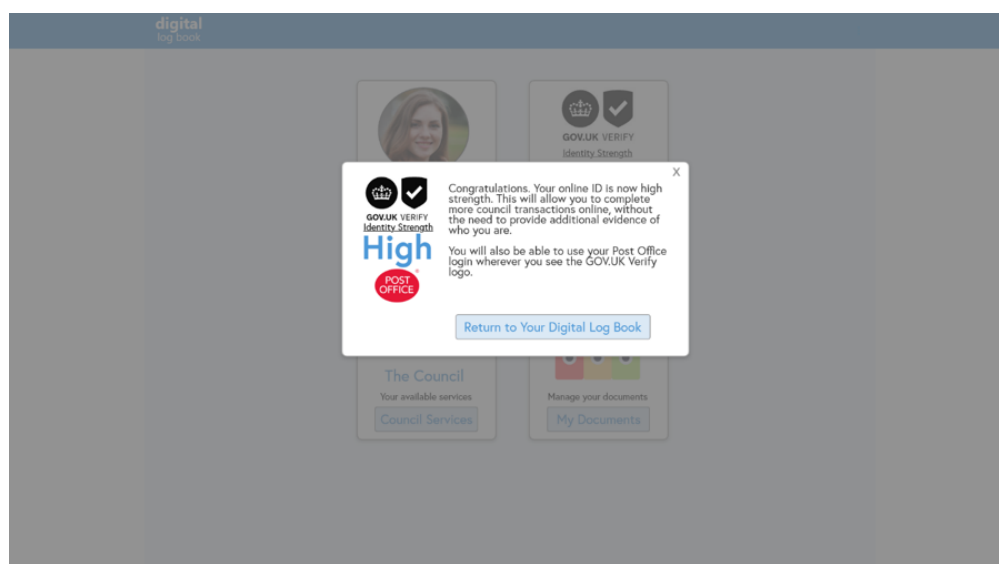 digital
log book
GOV.UK VERIFY
Identity Strength
X
GOV.UK VERIFY
Identity Strength
High
POST
OFFICE
Congratulations. Your online ID is now high
strength. This will allow you to complete
more council transactions online, without
the need to provide additional evidence of
who you are.
You will also be able to use your Post Office
login wherever you see the GOV.UK Verify
logo.
Return to Your Digital Log Book
The Council
Your available services
Council Services
Manage your documents
My Documents